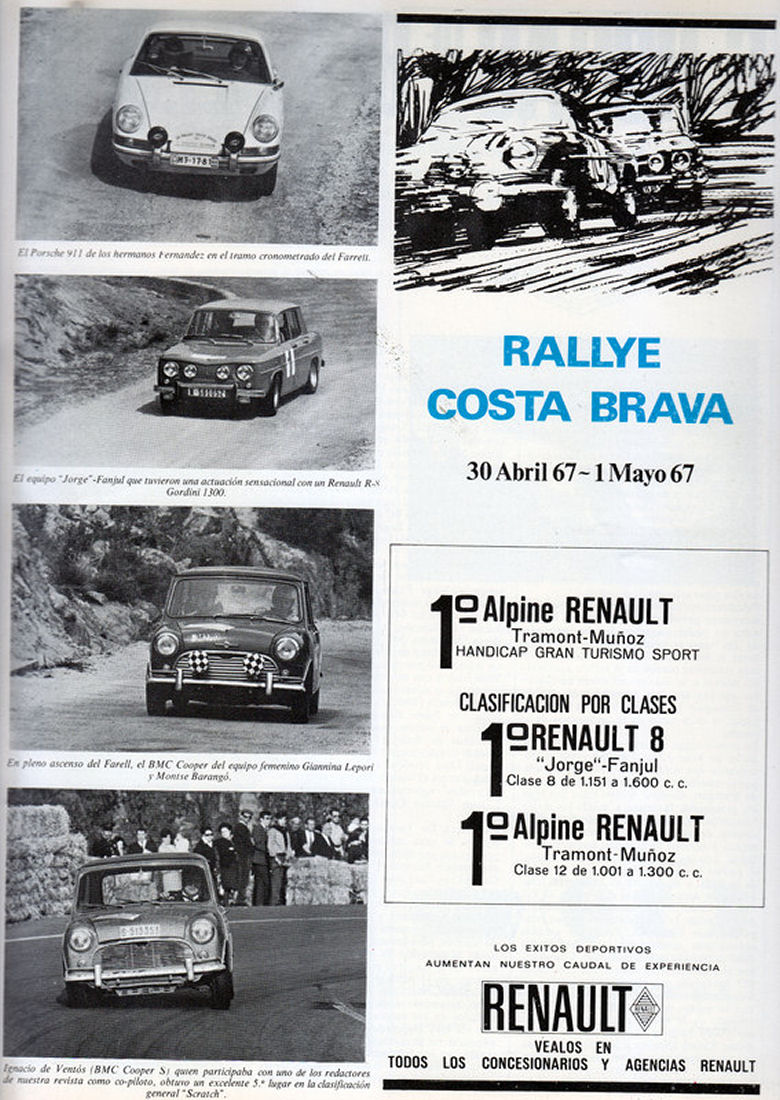 MT-17-81
El Porsche 911 de los hermanos Fernandez en el tramo cronometrado del Farrell.
El equipo "Jorge"-Fanjul que tuvieron una actuación sensacional con un Renault R-8
Gordini 1300.
En pleno ascenso del Farell, el BMC Cooper del equipo femenino Giannina Lepori
y Montse Barangó.
Ignacio de Ventós (BMC Cooper S) quien participaba con uno de los redactores
de nuestra revista como co-piloto, obtuvo un excelente 5.º lugar en la clasificación
general "Scratch".
RALLYE
COSTA BRAVA
30 Abril 67~1 Mayo 67
1º Alpine RENAULT
Tramont-Muñoz
HANDICAP GRAN TURISMO SPORT
CLASIFICACION POR CLASES
1º RENAULT 8
"Jorge"-Fanjul
Clase 8 de 1.151 a 1.600 c. c.
1º Alpine RENAULT
Tramont-Muñoz
Clase 12 de 1.001 a 1.300 c. c.
LOS EXITOS DEPORTIVOS
AUMENTAN NUESTRO CAUDAL DE EXPERIENCIA
RENAULT
VEALOS EN
TODOS LOS CONCESIONARIOS Y AGENCIAS RENAULT